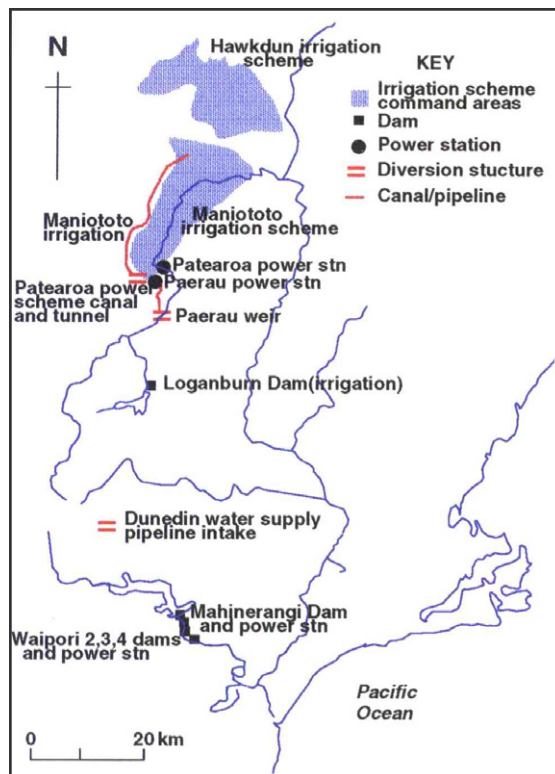 N
Hawkdun irrigation
scheme
KEY
Irrigation scheme
command areas
Dam
Power station
Diversion stucture
Canal/pipeline
Maniototo
irrigation
Maniototo
irrigation scheme
Patearoa power stn
Paerau power stn
Patearoa power
scheme canal
and tunnel
Paerau weir
Loganburn Dam(irrigation)
Dunedin water supply
pipeline intake
Mahinerangi Dam
and power stn
Waipori 2,3,4 dams
and power stn
Pacific
Ocean
0 20 km